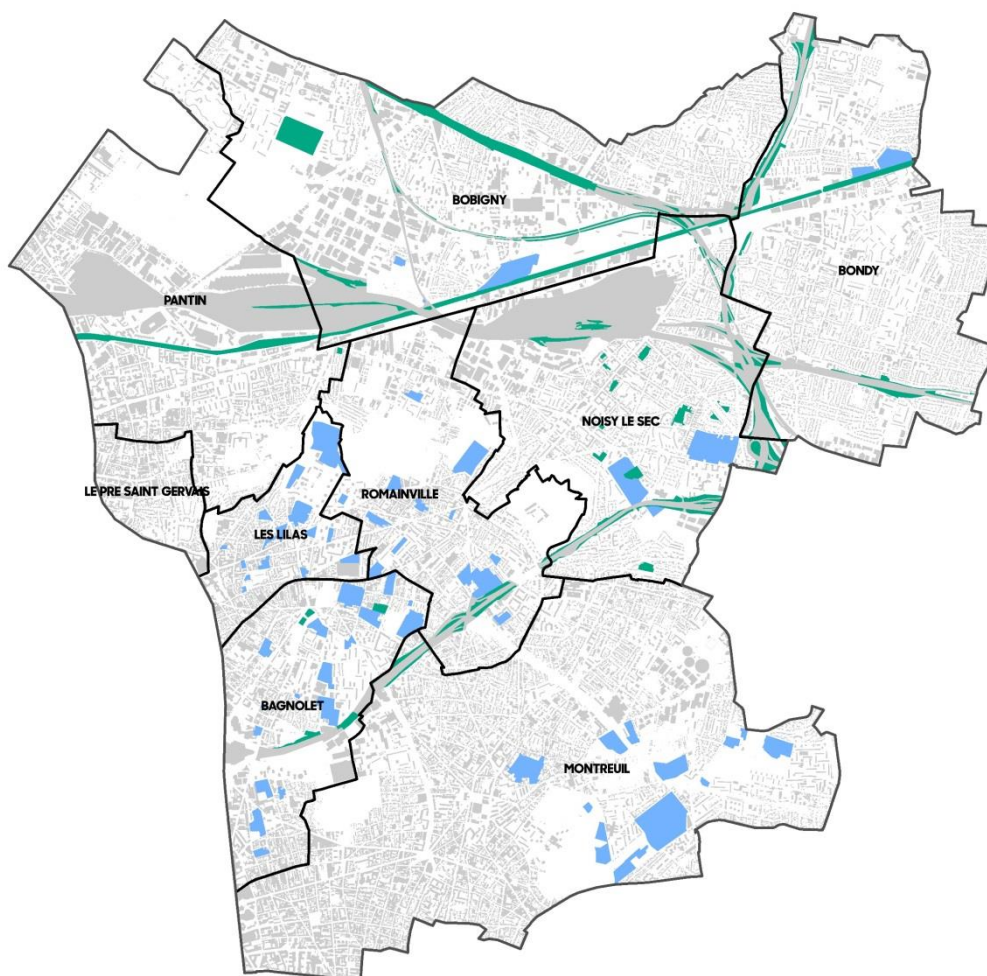 BOBIGNY
BONDY
PANTIN
NOISY LE SEC
LE PRE SAINT GERVAIS
ROMAINVILLE
LES LILAS
BAGNOLET
MONTREUIL